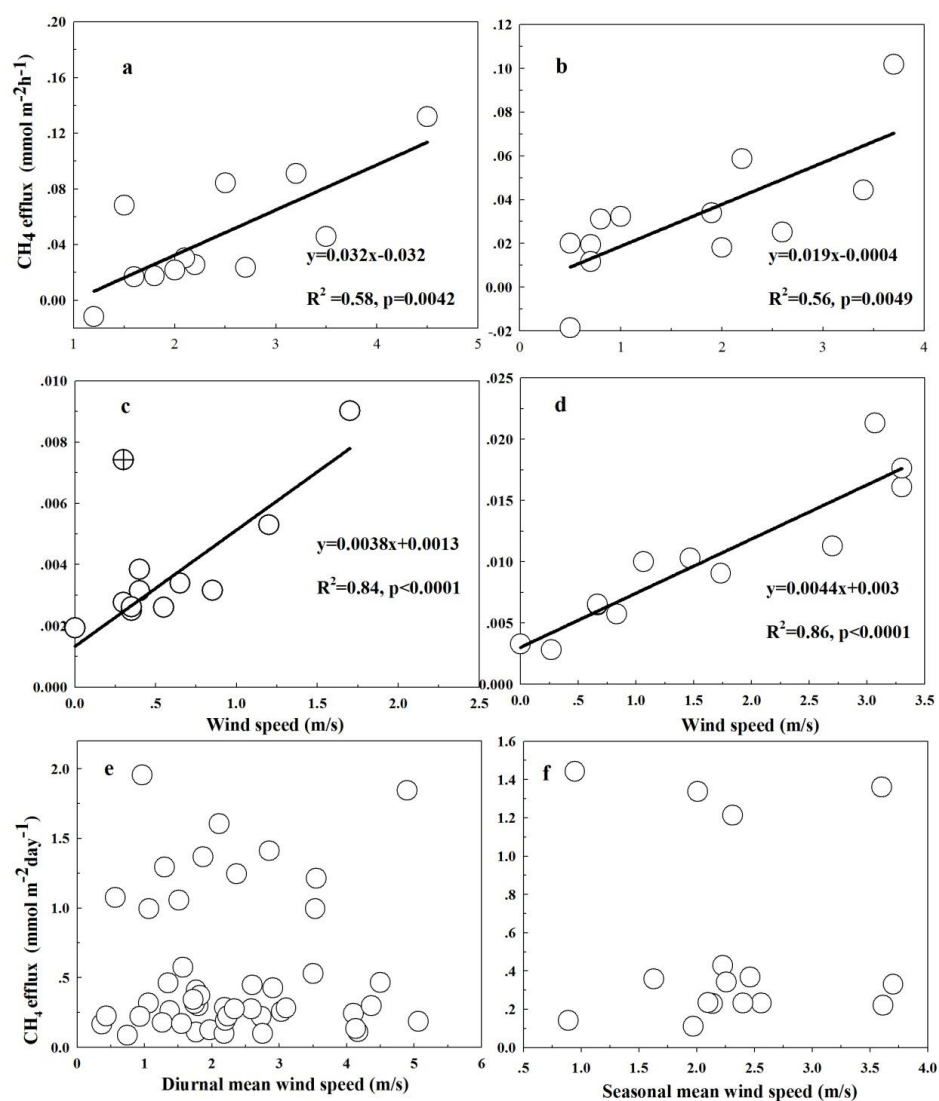 a
.20
.16
.12
.08
.04
0.00
1 2 3 4 5
CH4 efflux (mmol m-2h-1)
y=0.032x-0.032
R2 =0.58, p=0.0042
b
.12
.10
.08
.06
.04
.02
0.00
-.02
0 1 2 3 4
y=0.019x-0.0004
R2=0.56, p=0.0049
c
.010
.008
.006
.004
.002
0.000
0.0 .5 1.0 1.5 2.0 2.5
y=0.0038x+0.0013
R2=0.84, p<0.0001
Wind speed (m/s)
d
.025
.020
.015
.010
.005
0.000
0.0 .5 1.0 1.5 2.0 2.5 3.0 3.5
y=0.0044x+0.003
R2=0.86, p<0.0001
Wind speed (m/s)
e
2.0
1.5
1.0
.5
0.0
0 1 2 3 4 5 6
CH4 efflux (mmol m-2day-1)
Diurnal mean wind speed (m/s)
f
1.6
1.4
1.2
1.0
.8
.6
.4
.2
.0
.5 1.0 1.5 2.0 2.5 3.0 3.5 4.0
Seasonal mean wind speed (m/s)